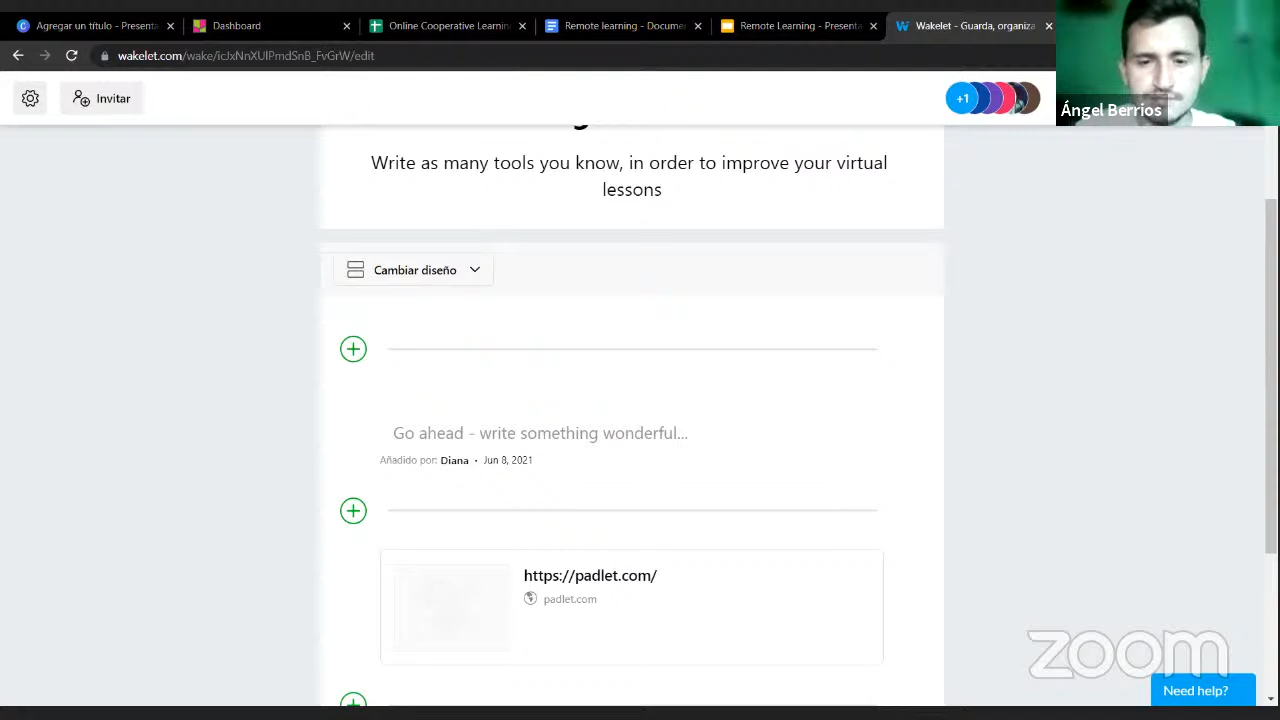 Agregar un título - Presenta
Dashboard
Online Cooperative Learnin
Remote learning - Documen
Remote Learning - Presenta
Wakelet - Guarda, organiza
wakelet.com/wake/icJxNnXUlPmdSnB_FvGrW/edit
Invitar
+1
Ángel Berrios
Write as many tools you know, in order to improve your virtual
lessons
Cambiar diseño
Go ahead - write something wonderful...
Añadido por: Diana • Jun 8, 2021
https://padlet.com/
padlet.com
zoom
Need help?